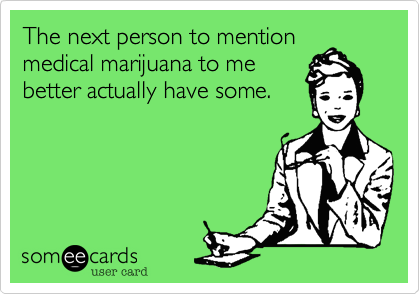 The next person to mention
medical marijuana to me
better actually have some.
someecards
user card